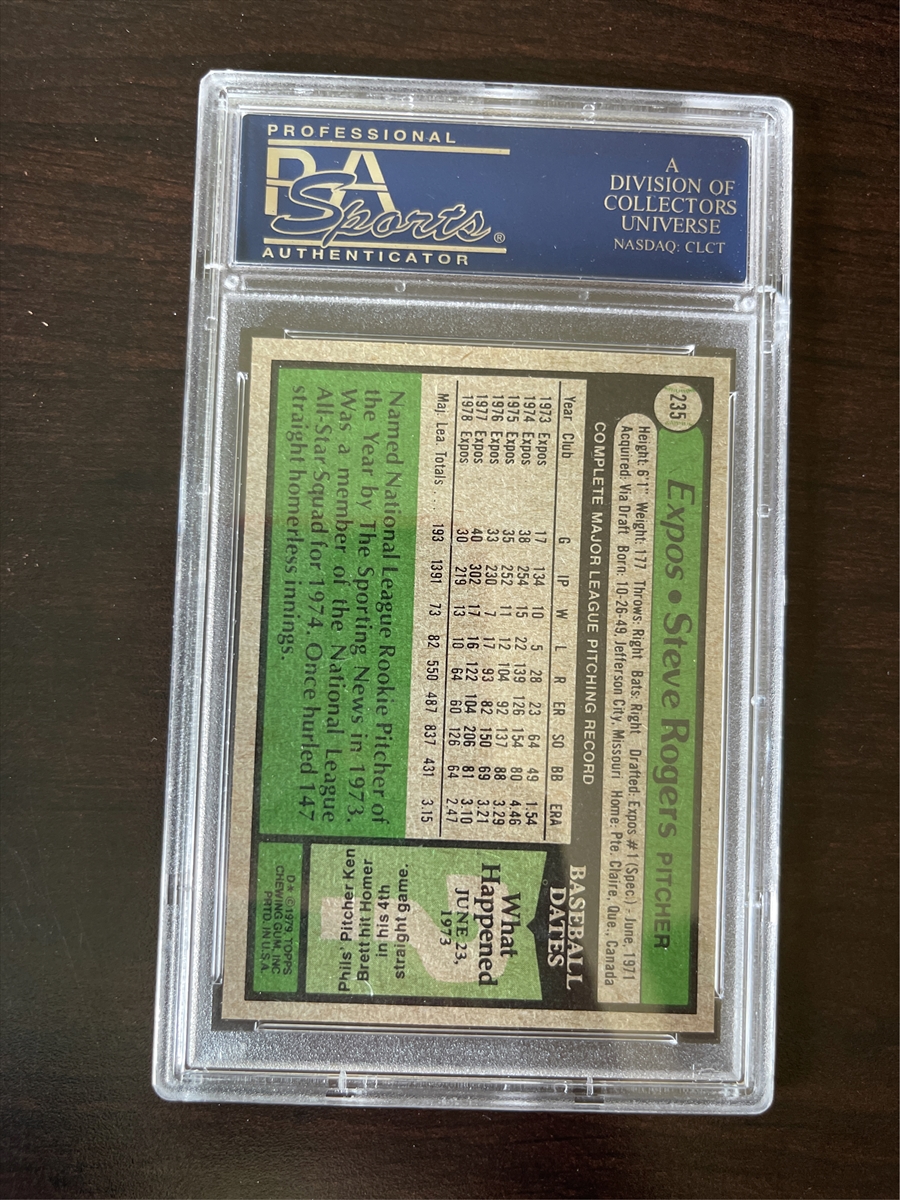 PROFESSIONAL
PSA
Sports®
AUTHENTICATOR
A
DIVISION OF
COLLECTORS
UNIVERSE
NASDAQ: CLCT
235
Expos • Steve Rogers PITCHER
Height: 6'1" Weight: 177 Throws: Right Bats: Right Drafted: Expos #1 (Spec.) - June, 1971
Acquired: Via Draft Born: 10-26-49, Jefferson City, Missouri Home: Pte. Claire, Que., Canada
COMPLETE MAJOR LEAGUE PITCHING RECORD
Year Club G IP W L R ER SO BB ERA
1973 Expos 17 134 10 5 28 23 64 49 1.54
1974 Expos 38 254 15 22 139 126 154 80 4.46
1975 Expos 35 252 11 12 104 92 137 88 3.29
1976 Expos 33 230 7 17 93 82 150 69 3.21
1977 Expos 40 302 17 16 122 104 206 81 3.10
1978 Expos 30 219 13 10 64 60 126 64 2.47
Maj. Lea. Totals . . . 193 1391 73 82 550 487 837 431 3.15
Named National League Rookie Pitcher of
the Year by The Sporting News in 1973.
Was a member of the National League
All-Star Squad for 1974. Once hurled 147
straight homerless innings.
BASEBALL
DATES
What
Happened
JUNE 23,
1973
Phils Pitcher Ken
Brett hit Homer
in his 4th
straight game.
D* © 1979, TOPPS
CHEWING GUM, INC
PRTD. IN U.S.A.